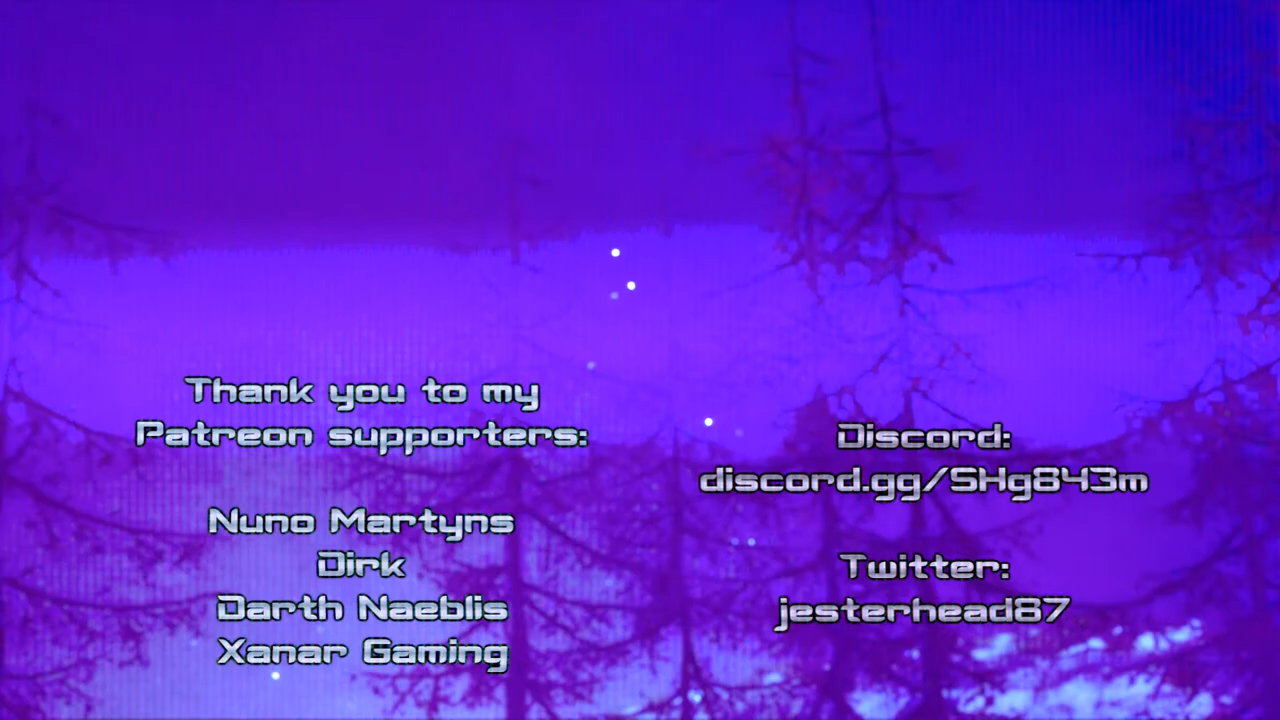 Thank you to my
Patreon supporters:
Nuno Martyns
Dirk
Darth Naeblis
Xanar Gaming
Discord:
discord.gg/SHg843m
Twitter:
jesterhead87